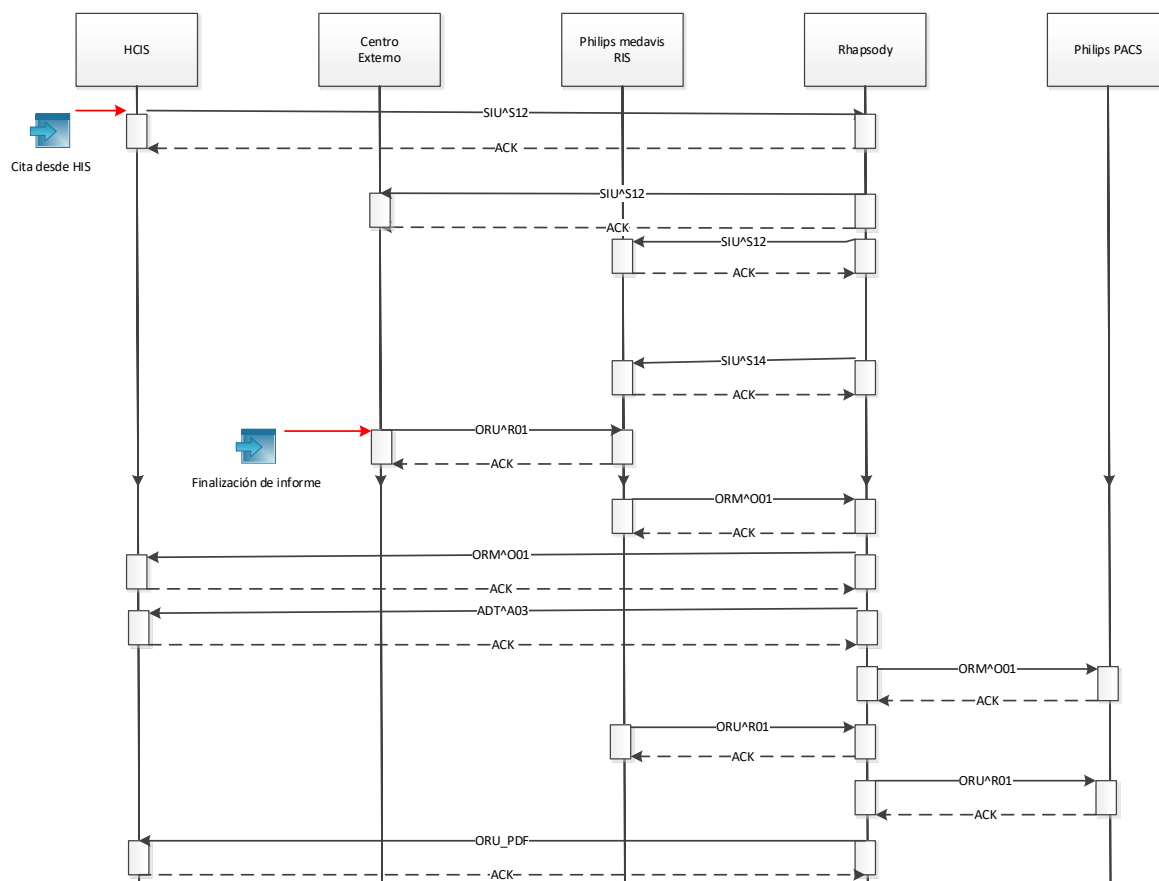 HCIS
Centro
Externo
Philips medavis
RIS
Rhapsody
Philips PACS
SIU^S12
Cita desde HIS
ACK
SIU^S12
ACK
SIU^S12
ACK
SIU^S14
ACK
ORU^R01
ACK
Finalización de informe
ORM^O01
ACK
ORM^O01
ACK
ADT^A03
ACK
ORM^O01
ACK
ORU^R01
ACK
ORU^R01
ACK
ORU_PDF
ACK